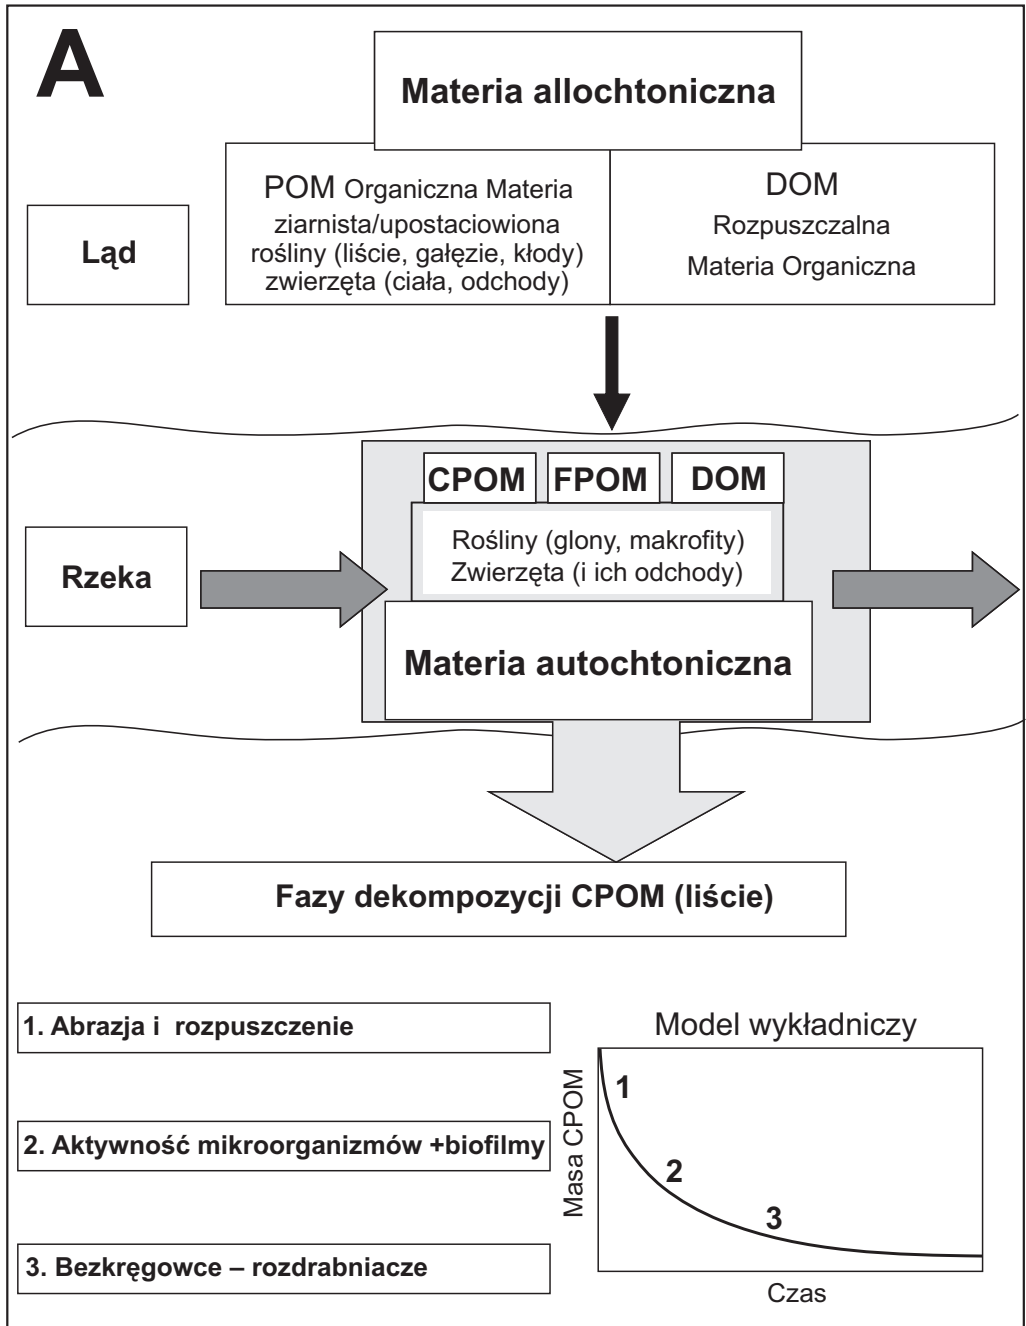 A
Materia allochtoniczna
POM Organiczna Materia
ziarnista/upostaciowiona
rośliny (liście, gałęzie, kłody)
zwierzęta (ciała, odchody)
DOM
Rozpuszczalna
Materia Organiczna
Ląd
CPOM
FPOM
DOM
Rośliny (glony, makrofity)
Zwierzęta (i ich odchody)
Rzeka
Materia autochtoniczna
Fazy dekompozycji CPOM (liście)
1. Abrazja i rozpuszczenie
2. Aktywność mikroorganizmów +biofilmy
3. Bezkręgowce – rozdrabniacze
Model wykładniczy
Masa CPOM
1
2
3
Czas